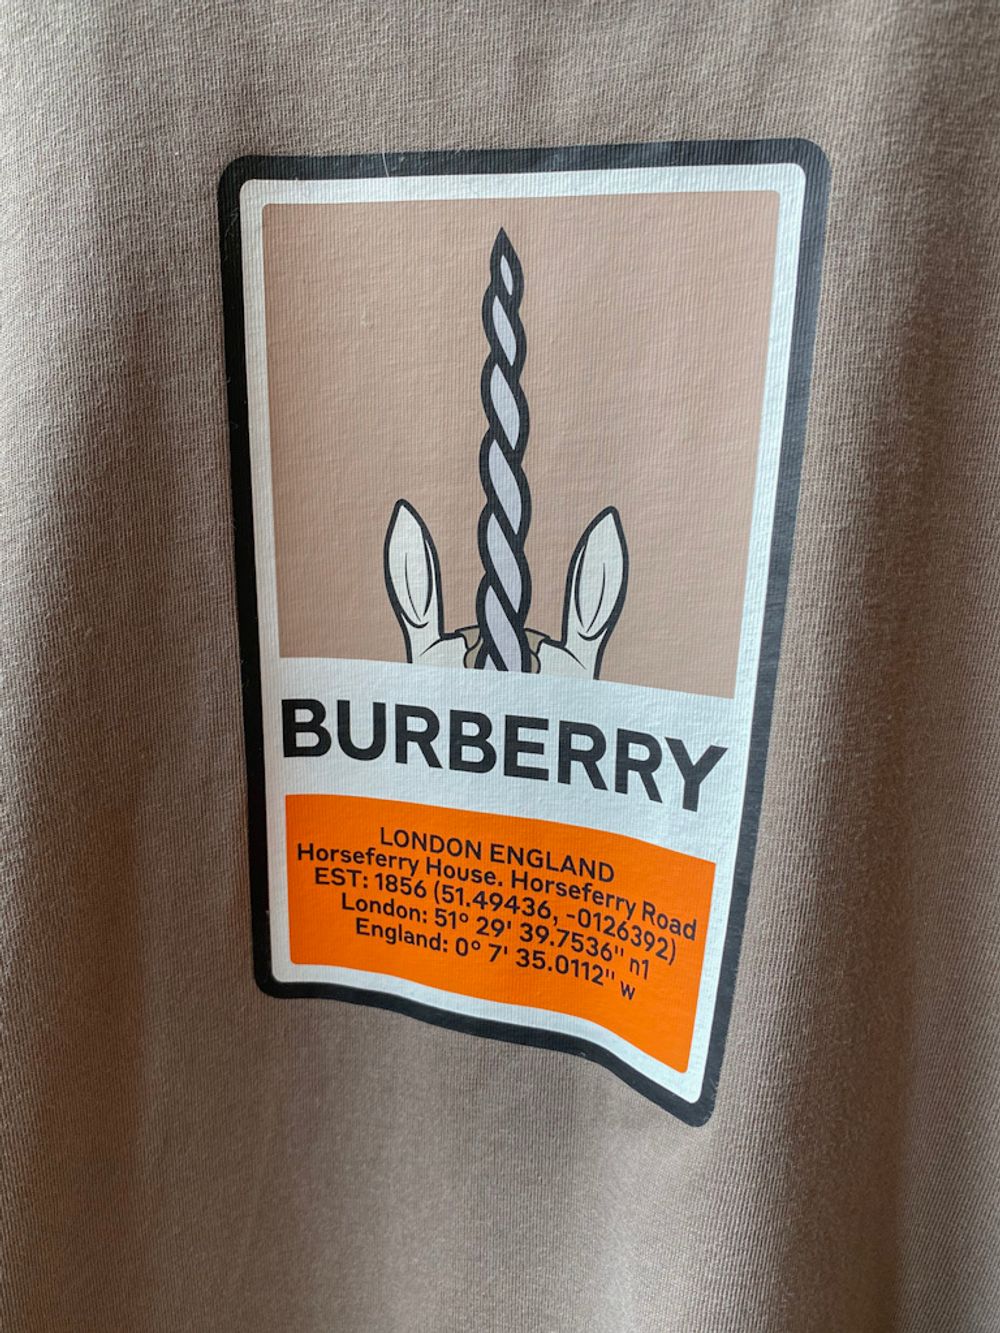 BURBERRY
LONDON ENGLAND
Horseferry House. Horseferry Road
EST: 1856 (51.49436, -0126392)
London: 51° 29' 39.7536" n1
England: 0° 7' 35.0112" w